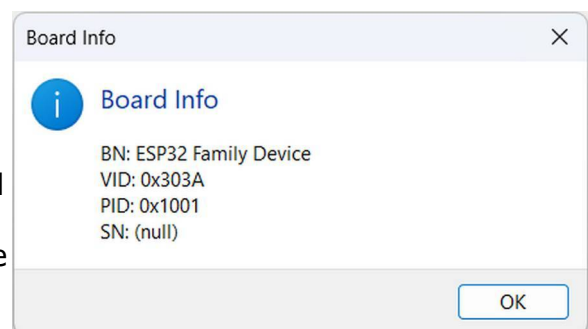 Board Info
Board Info
BN: ESP32 Family Device
VID: 0x303A
PID: 0x1001
SN: (null)
OK